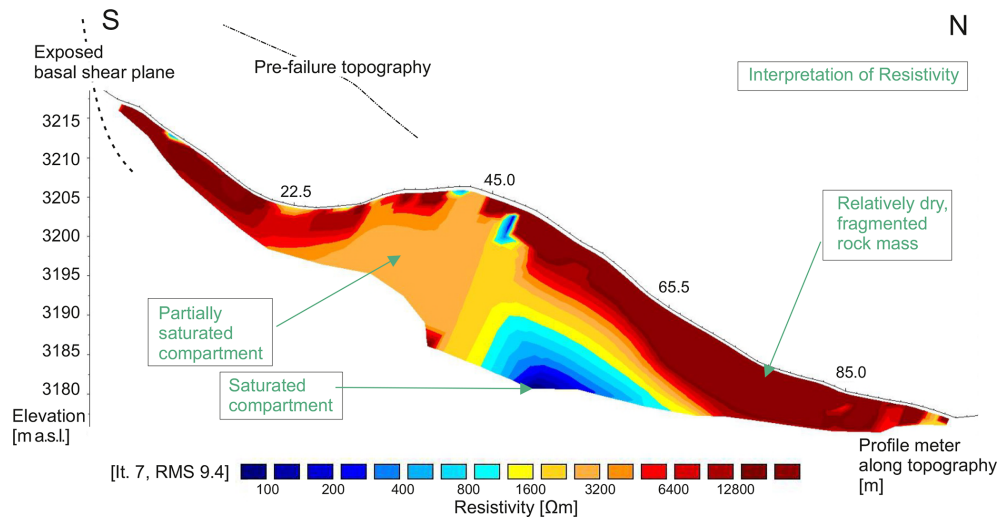 S
N
Exposed
basal shear plane
Pre-failure topography
Interpretation of Resistivity
3215
3210
3205
3200
3195
3190
3185
3180
Elevation
[m a.s.l.]
22.5
45.0
65.5
85.0
Relatively dry,
fragmented
rock mass
Partially
saturated
compartment
Saturated
compartment
Profile meter
along topography
[m]
[It. 7, RMS 9.4]
100 200 400 800 1600 3200 6400 12800
Resistivity [Ωm]